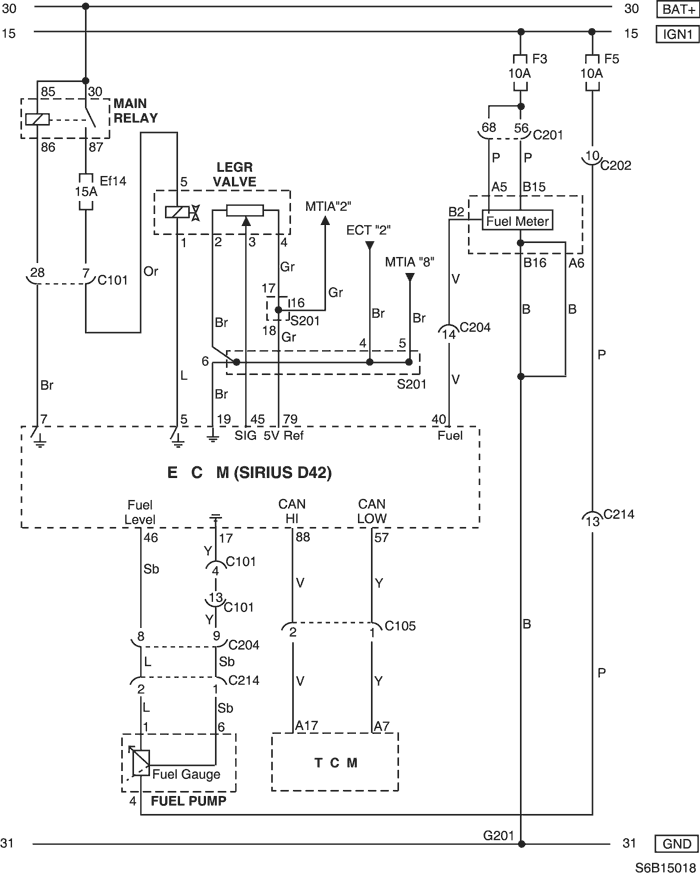 30 30 BAT+
15 15 IGN1
F3 F5
10A 10A
85 30
MAIN
RELAY
86 87
68 56 C201
10
C202
P P
Ef14
15A
LEGR
VALVE
5
A5 B15
MTIA"2"
B2
Fuel Meter
ECT "2"
1 2 3 4
B16 A6
MTIA "8"
28 7 C101
Or
Gr
V
17 16
Gr
B B
S201
Br
Br
Br
C204
14
18
Gr
4 5
P
6
Br
L
Br
S201
V
7 5 19 45 79 40
SIG 5V Ref Fuel
E C M (SIRIUS D42)
Fuel
Level
CAN
HI
CAN
LOW
C214
13
46 17 88 57
Y
C101
4
Sb
V Y
13
C101
Y
B
8 9
C204
2 1 C105
L Sb
C214
2 1
V Y
P
L Sb
1 6
A17 A7
T C M
Fuel Gauge
4
FUEL PUMP
G201
31 31 GND
S6B15018